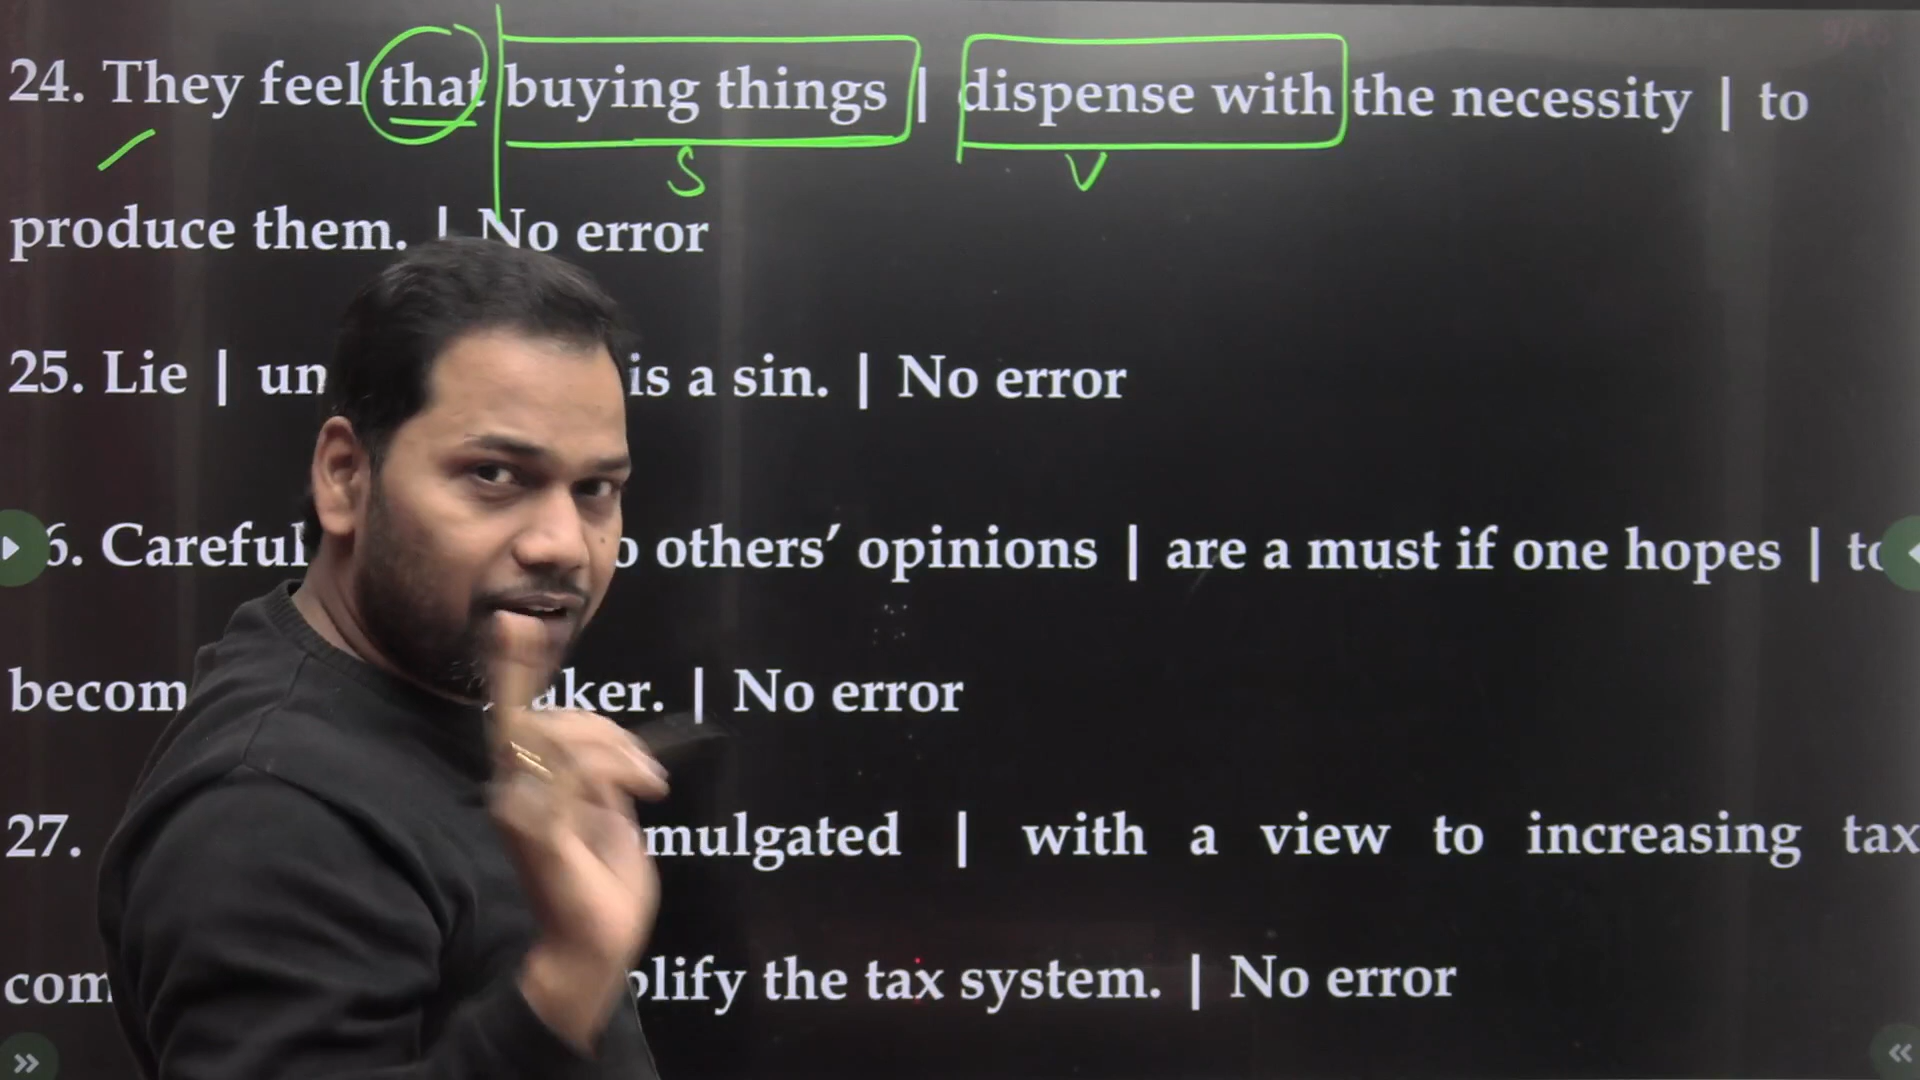 24. They feel that buying things | dispense with the necessity | to
S V
produce them. | No error
25. Lie | un is a sin. | No error
6. Careful o others’ opinions | are a must if one hopes | to
becom aker. | No error
27. mulgated | with a view to increasing tax
com plify the tax system. | No error